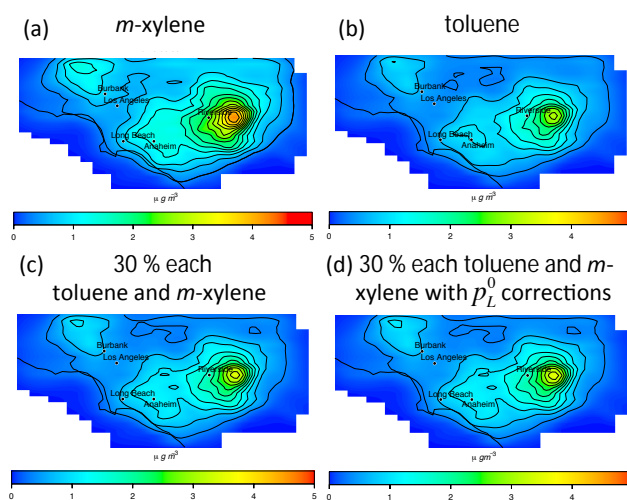 (a) m-xylene
(b) toluene
Burbank
Los Angeles
Riverside
Long Beach
Anaheim
μ g m⁻³
0 1 2 3 4 5
Burbank
Los Angeles
Riverside
Long Beach
Anaheim
μ g m⁻³
0 1 2 3 4
(c) 30 % each
toluene and m-xylene
(d) 30 % each toluene and m-
xylene with p⁰_L corrections
Burbank
Los Angeles
Riverside
Long Beach
Anaheim
μ g m⁻³
0 1 2 3 4 5
Burbank
Los Angeles
Riverside
Long Beach
Anaheim
μ g m⁻³
0 1 2 3 4